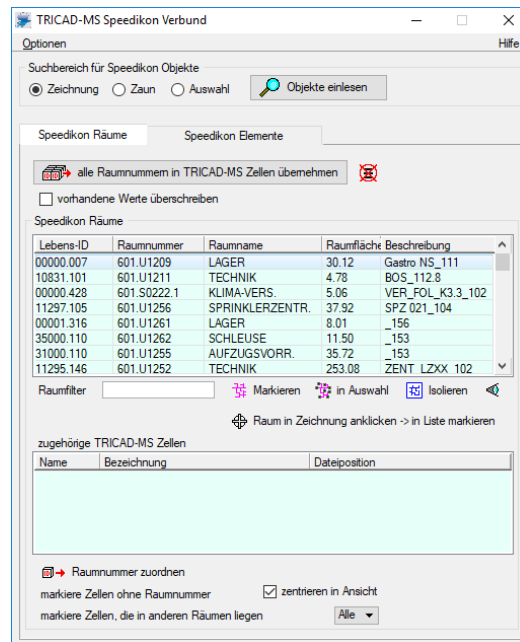 TRICAD-MS Speedikon Verbund
Optionen Hilfe
Suchbereich für Speedikon Objekte
Zeichnung Zaun Auswahl Objekte einlesen
Speedikon Räume Speedikon Elemente
alle Raumnummern in TRICAD-MS Zellen übernehmen
vorhandene Werte überschreiben
Speedikon Räume
Lebens-ID Raumnummer Raumname Raumfläche Beschreibung
00000.007 601.U1209 LAGER 30.12 Gastro NS_111
10831.101 601.U1211 TECHNIK 4.78 BOS_112.8
00000.428 601.S0222.1 KLIMA-VERS. 5.06 VER_FOL_K3.3_102
11297.105 601.U1256 SPRINKLERZENTR. 37.92 SPZ 021_104
00001.316 601.U1261 LAGER 8.01 _156
35000.110 601.U1262 SCHLEUSE 11.50 _153
31000.110 601.U1255 AUFZUGSVORR. 35.72 _153
11295.146 601.U1252 TECHNIK 253.08 ZENT_LZXX_102
Raumfilter Markieren in Auswahl Isolieren
Raum in Zeichnung anklicken -> in Liste markieren
zugehörige TRICAD-MS Zellen
Name Bezeichnung Dateiposition
Raumnummer zuordnen
markiere Zellen ohne Raumnummer zentrieren in Ansicht
markiere Zellen, die in anderen Räumen liegen Alle